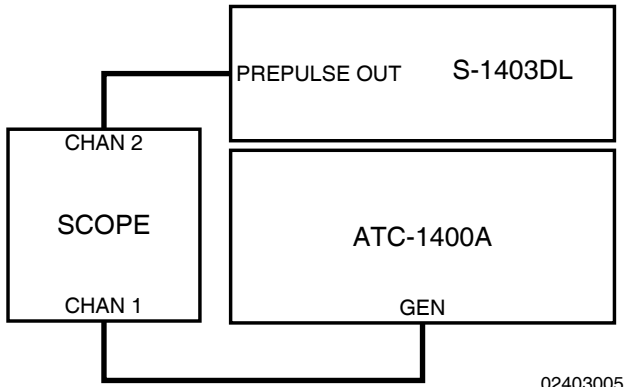 PREPULSE OUT
S-1403DL
CHAN 2
SCOPE
CHAN 1
ATC-1400A
GEN
02403005